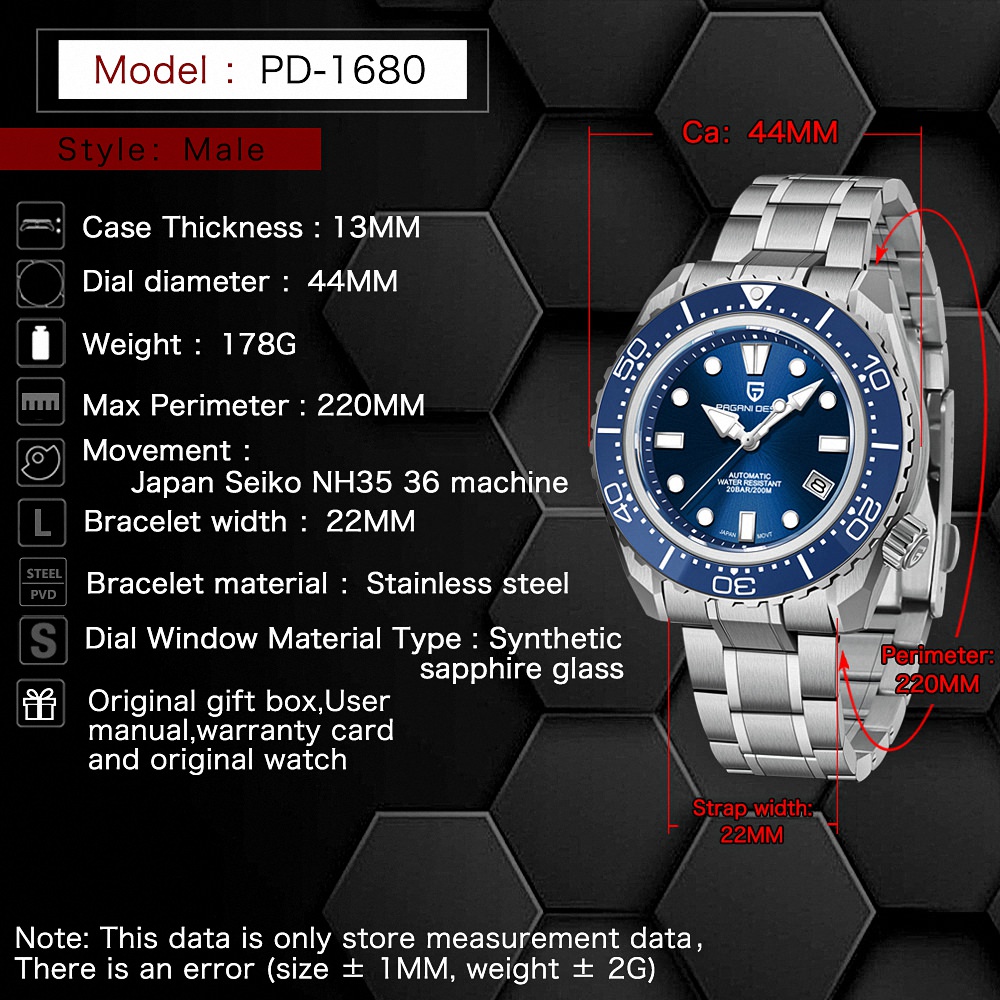 Model : PD-1680
Style: Male
Ca: 44MM
Case Thickness : 13MM
Dial diameter : 44MM
Weight : 178G
Max Perimeter : 220MM
Movement :
Japan Seiko NH35 36 machine
L
Bracelet width : 22MM
STEEL
PVD
Bracelet material : Stainless steel
S
Dial Window Material Type : Synthetic
sapphire glass
Original gift box,User
manual,warranty card
and original watch
50
10
PAGANI DES
AUTOMATIC
WATER RESISTANT
20BAR/200M
8
40
20
JAPAN MOVT
30
Perimeter:
220MM
Strap width:
22MM
Note: This data is only store measurement data,
There is an error (size ± 1MM, weight ± 2G)